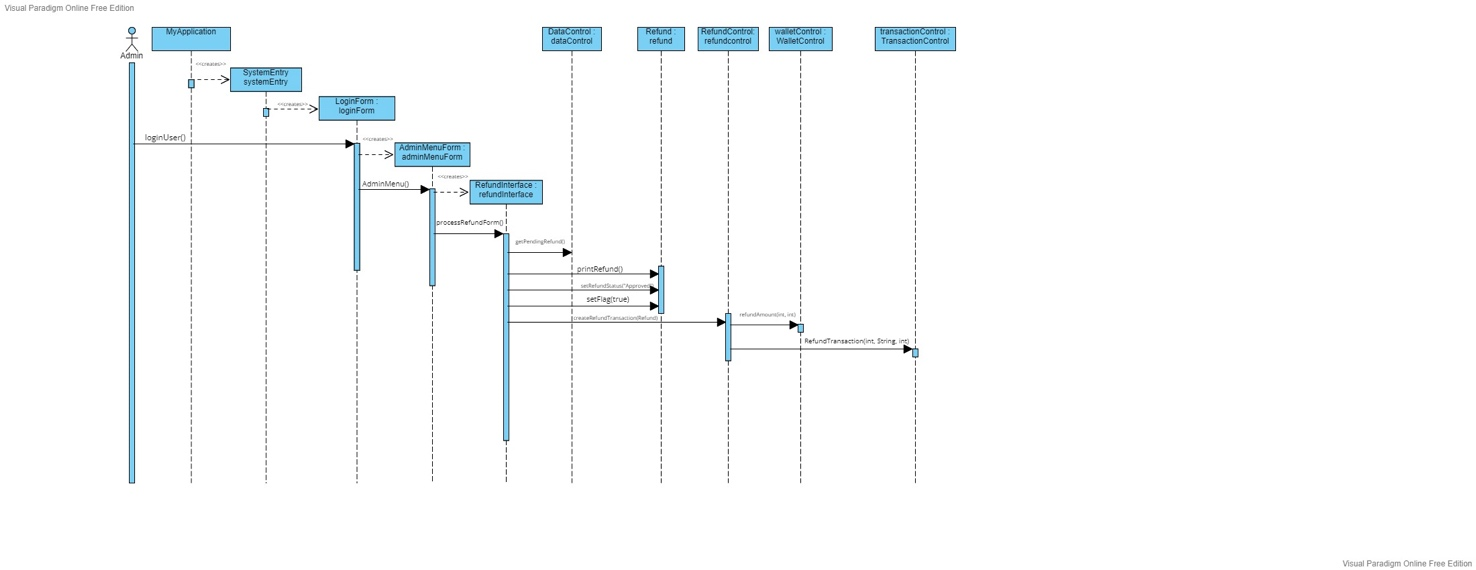 Visual Paradigm Online Free Edition
MyApplication
DataControl :
dataControl
Refund :
refund
RefundControl:
refundcontrol
walletControl :
WalletControl
transactionControl :
TransactionControl
Admin
<<creates>>
SystemEntry
systemEntry
<<creates>>
LoginForm :
loginForm
loginUser()
<<creates>>
AdminMenuForm :
adminMenuForm
<<creates>>
AdminMenu()
RefundInterface :
refundInterface
processRefundForm()
getPendingRefund()
printRefund()
setRefundStatus("Approved")
setFlag(true)
createRefundTransaction(Refund)
refundAmount(int, int)
RefundTransaction(int, String, int)
Visual Paradigm Online Free Edition